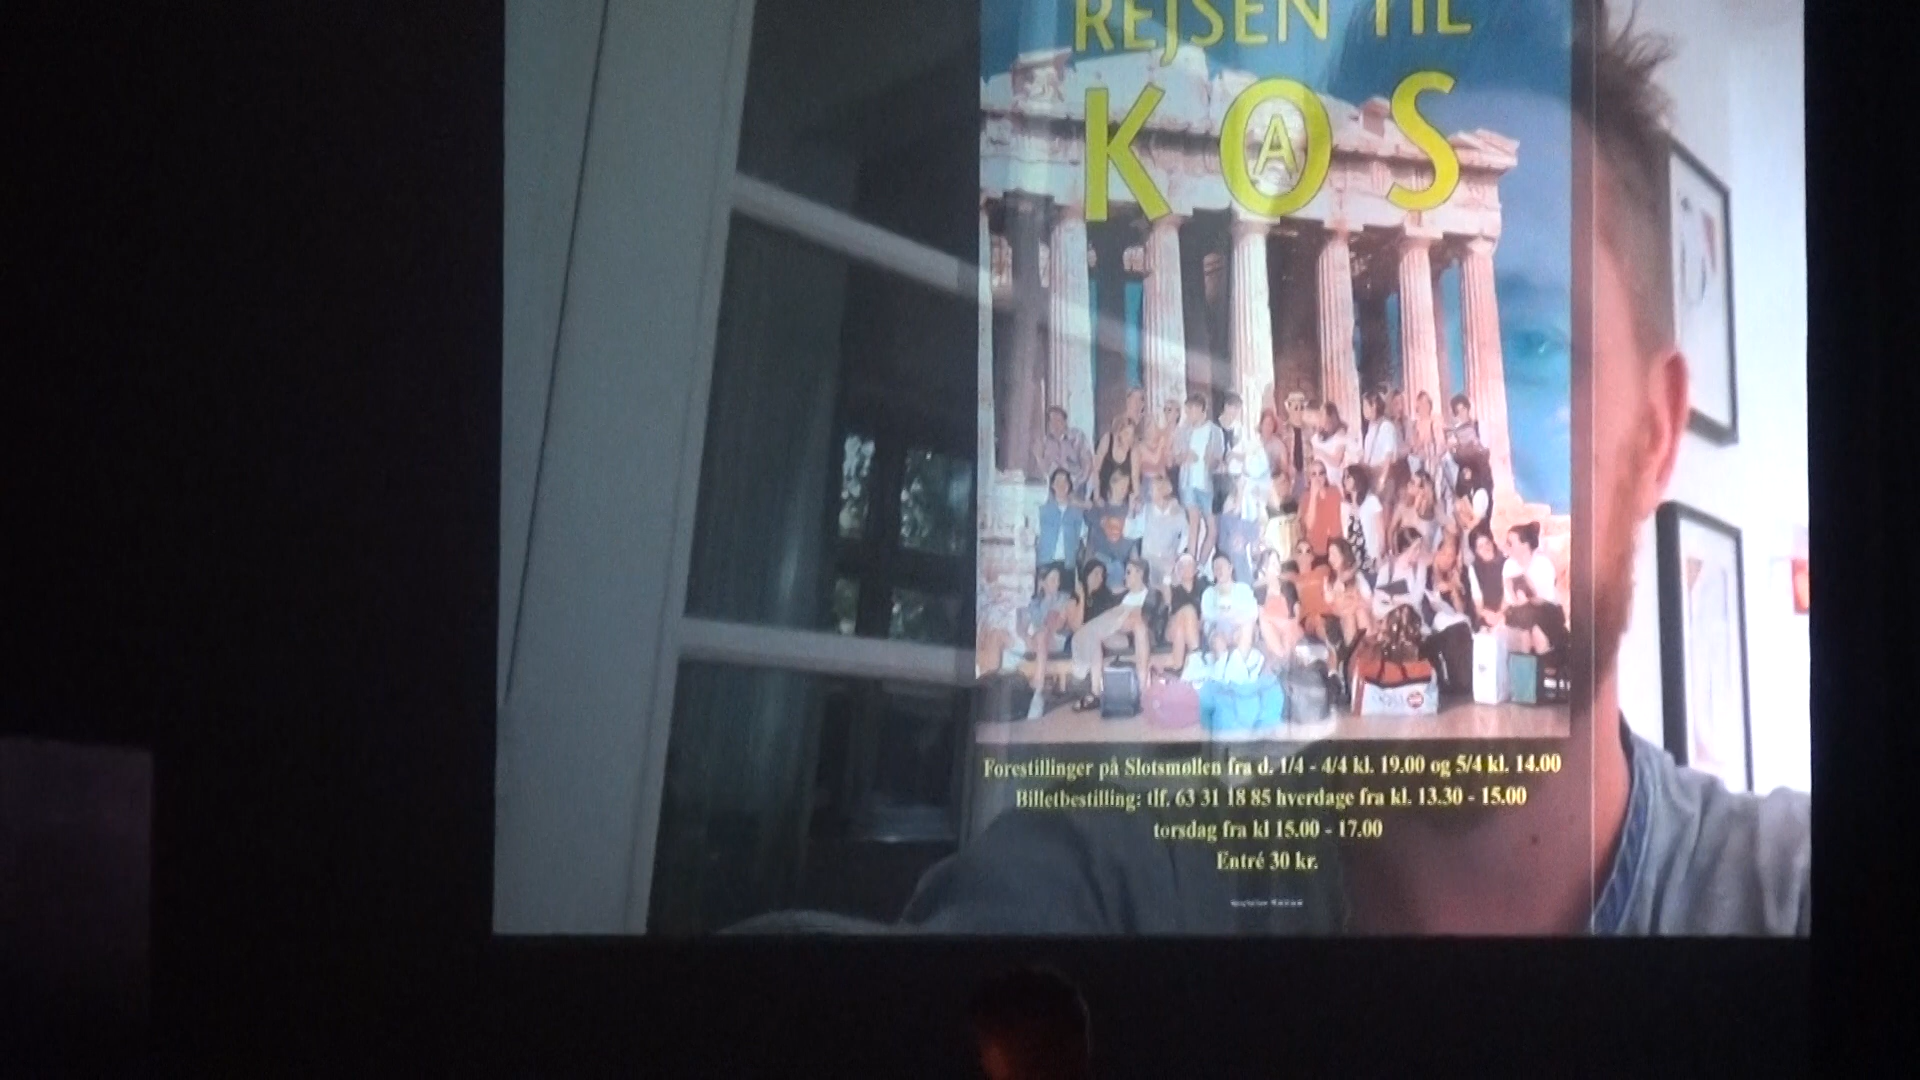 REJSEN TIL
KOS
A
Forestillinger på Slotsmøllen fra d. 1/4 - 4/4 kl. 19.00 og 5/4 kl. 14.00
Billetbestilling: tlf. 63 31 18 85 hverdage fra kl. 13.30 - 15.00
torsdag fra kl 15.00 - 17.00
Entré 30 kr.